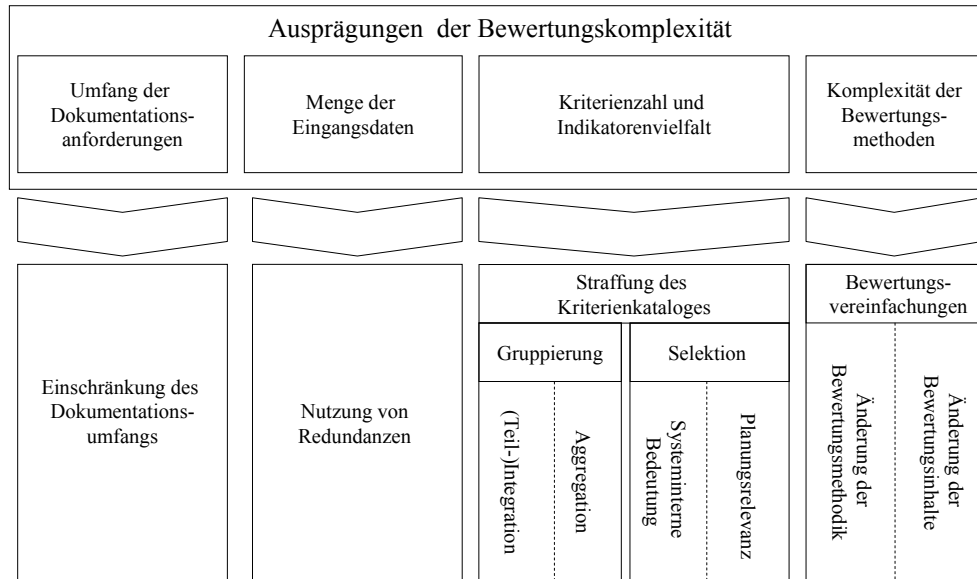 Ausprägungen der Bewertungskomplexität
Umfang der
Dokumentations-
anforderungen
Menge der
Eingangsdaten
Kriterienzahl und
Indikatorenvielfalt
Komplexität der
Bewertungs-
methoden
Einschränkung des
Dokumentations-
umfangs
Nutzung von
Redundanzen
Straffung des
Kriterienkataloges
Gruppierung
(Teil-)Integration
Aggregation
Selektion
Systeminterne
Bedeutung
Planungsrelevanz
Bewertungs-
vereinfachungen
Änderung der
Bewertungsmethodik
Änderung der
Bewertungsinhalte